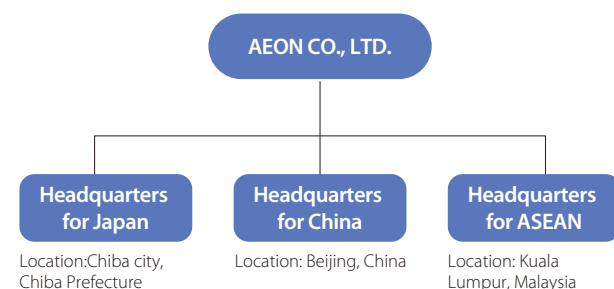 AEON CO., LTD.
Headquarters
for Japan
Headquarters
for China
Headquarters
for ASEAN
Location:Chiba city,
Chiba Prefecture
Location: Beijing, China
Location: Kuala
Lumpur, Malaysia